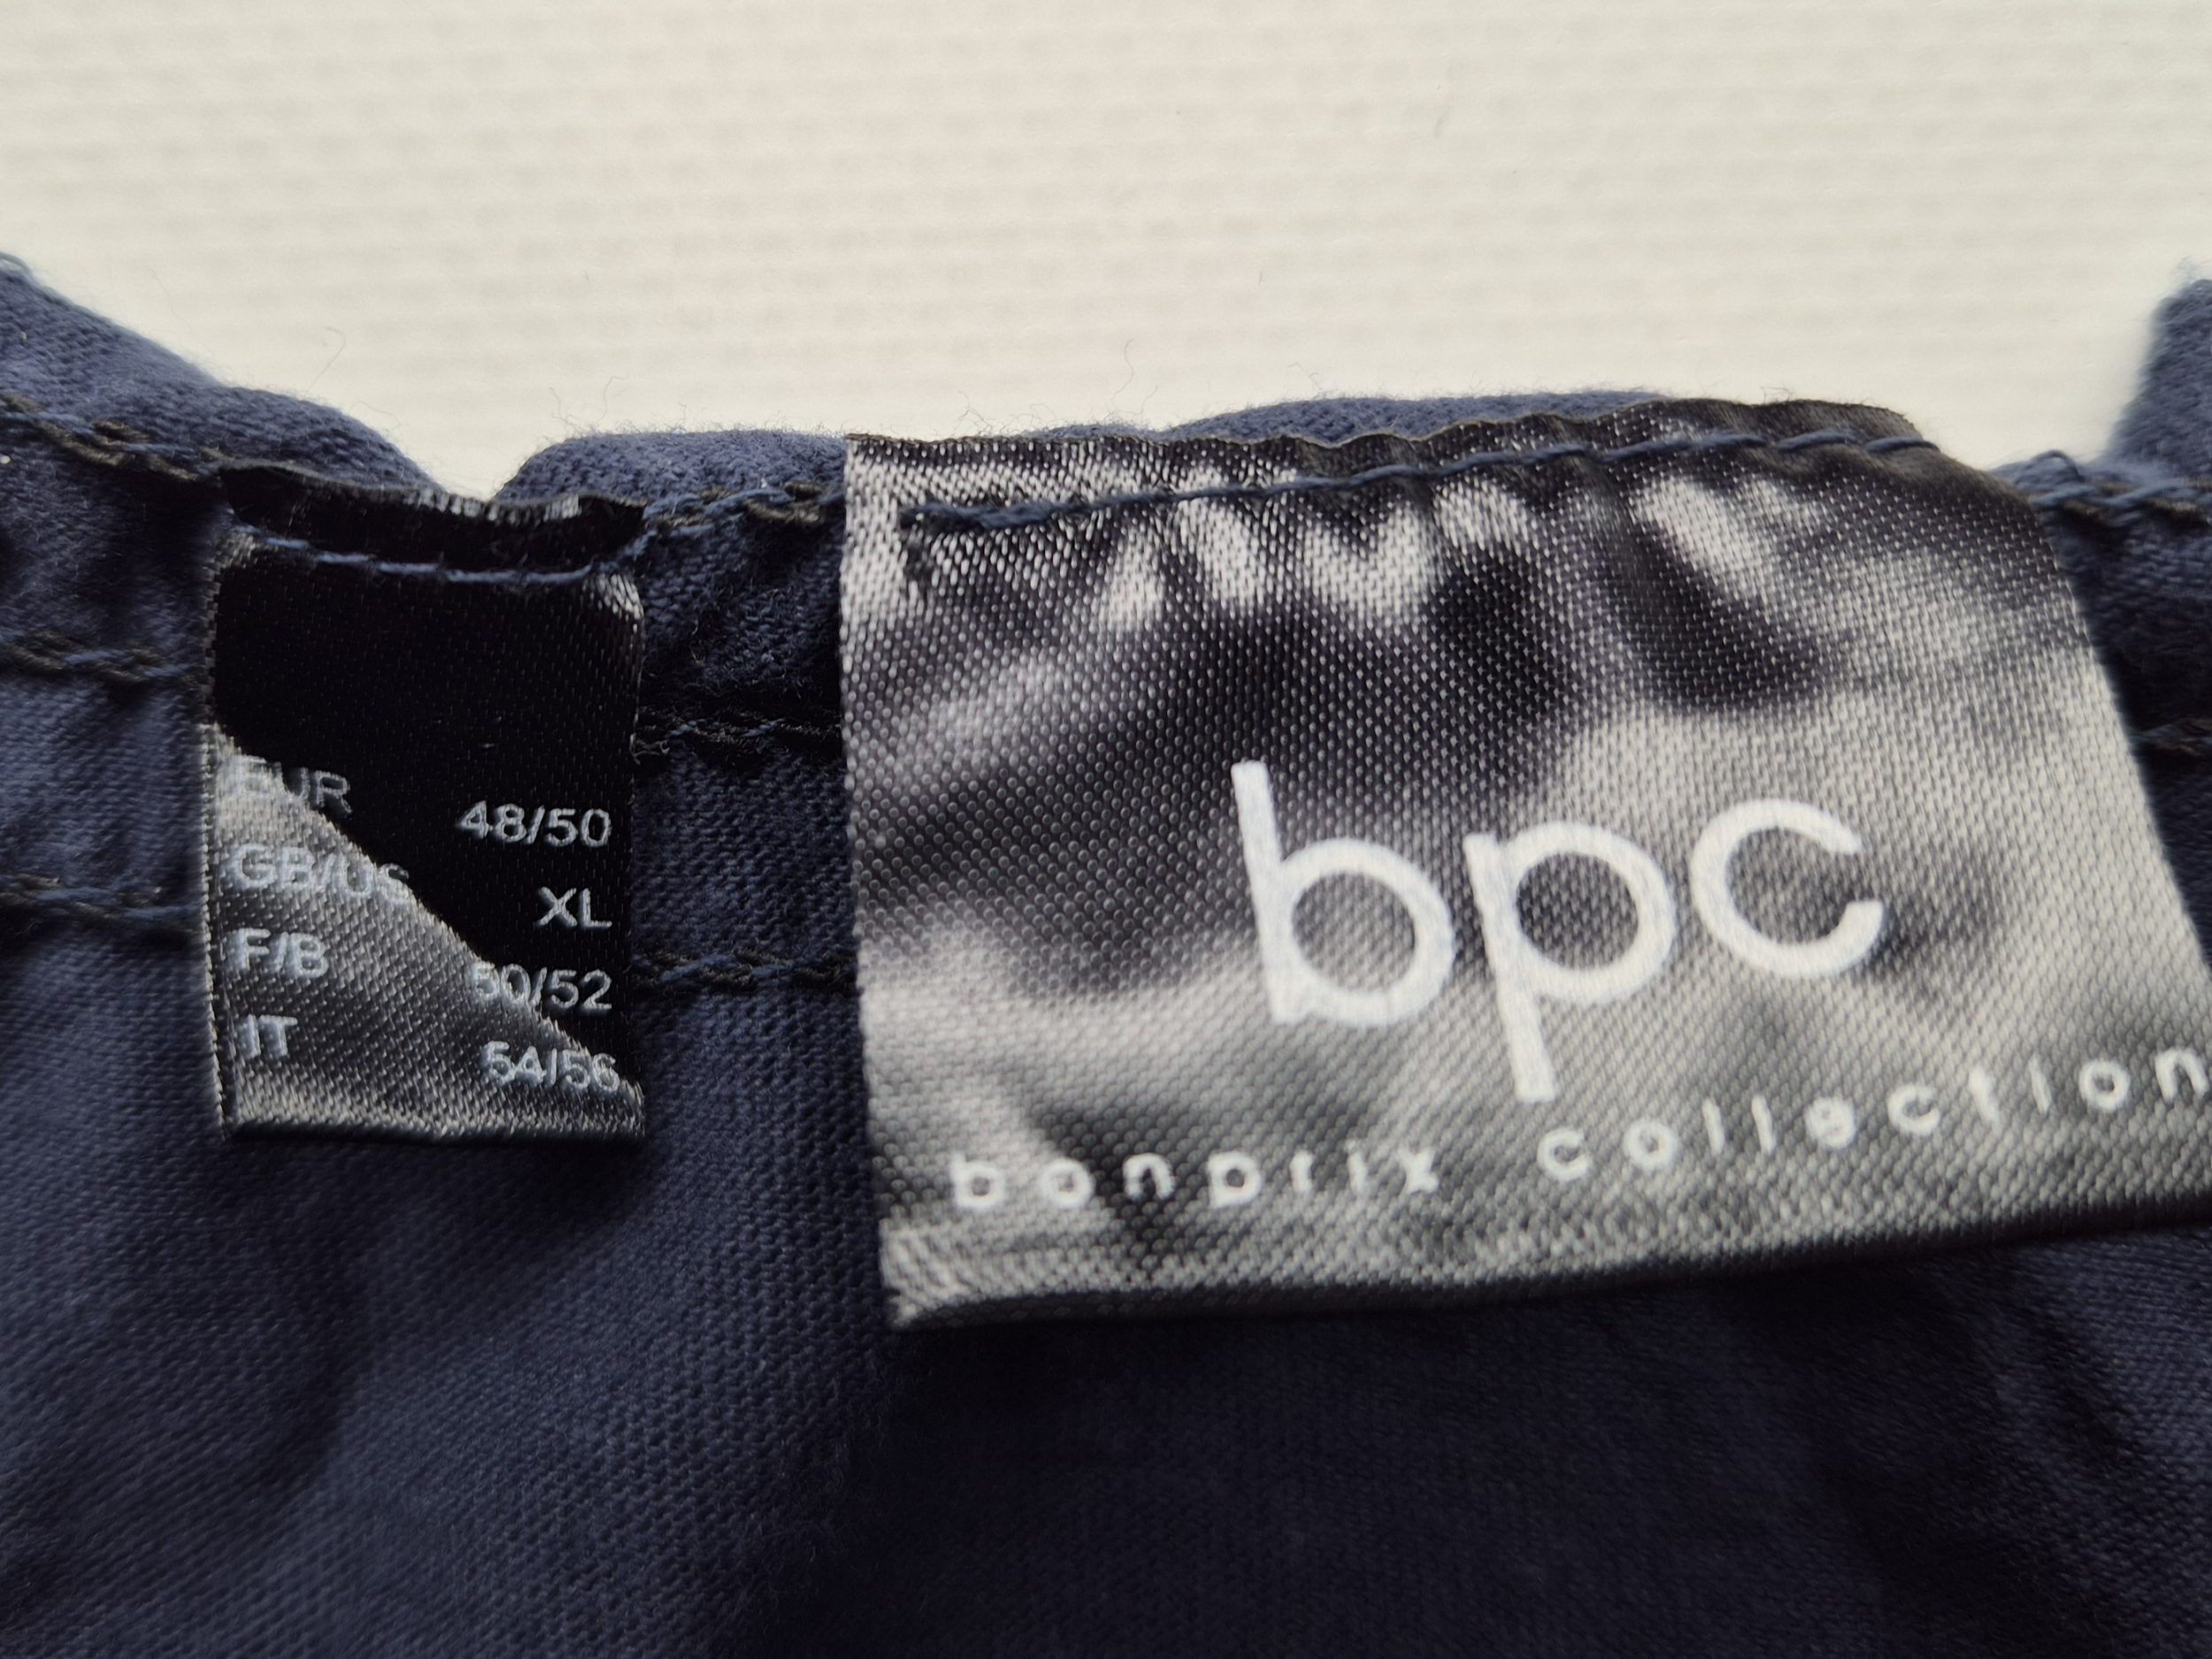 EUR 48/50
GB/US XL
F/B 50/52
IT 54/56
bpc
bonprix collection